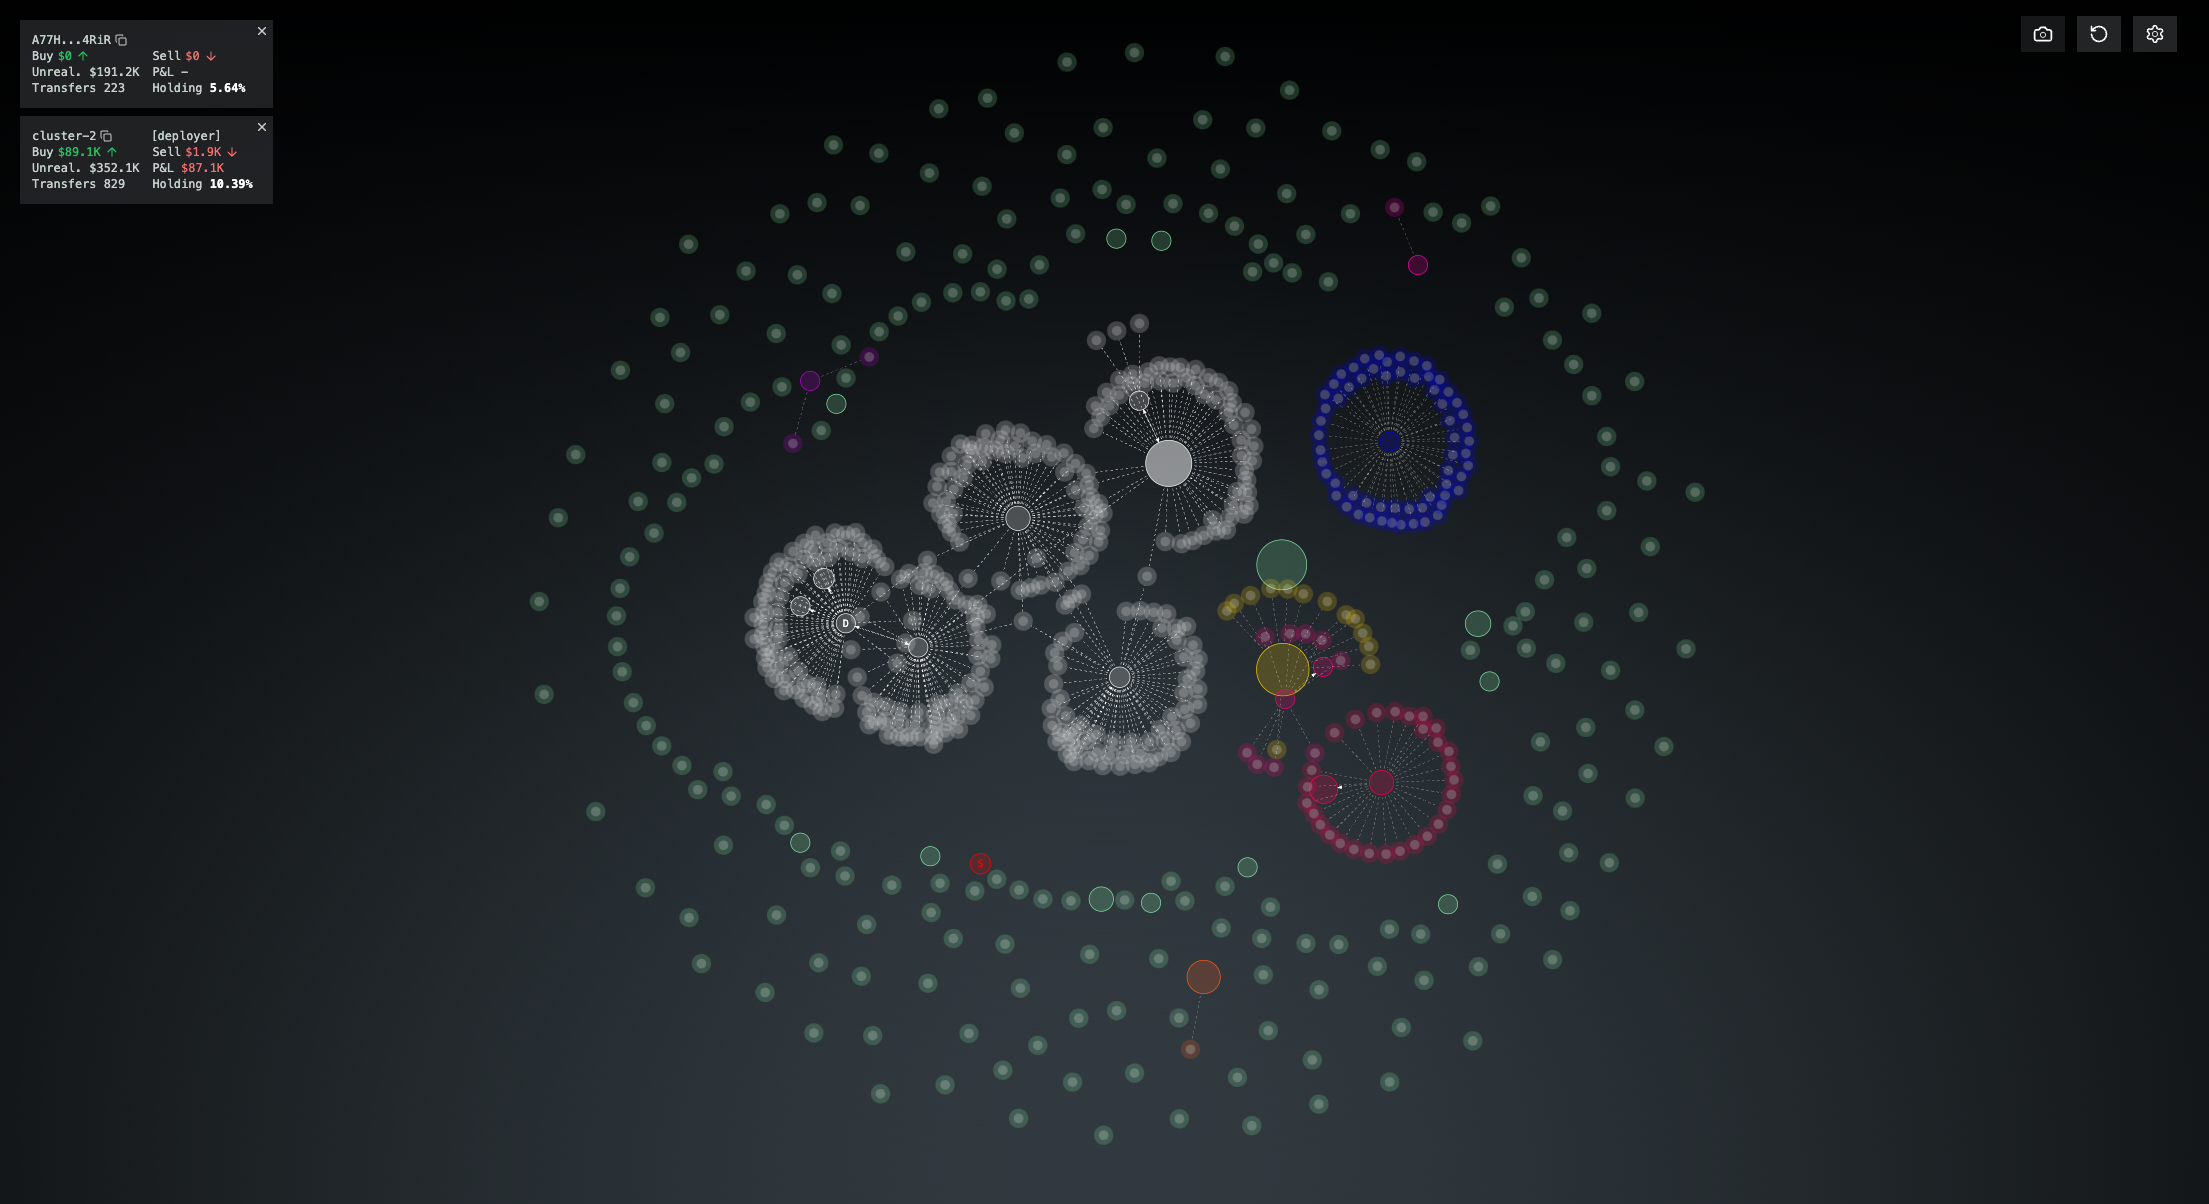 A77H...4RiR
Buy $0 ↑ Sell $0 ↓
Unreal. $191.2K P&L –
Transfers 223 Holding 5.64%
cluster-2 [deployer]
Buy $89.1K ↑ Sell $1.9K ↓
Unreal. $352.1K P&L $87.1K
Transfers 829 Holding 10.39%
D
S